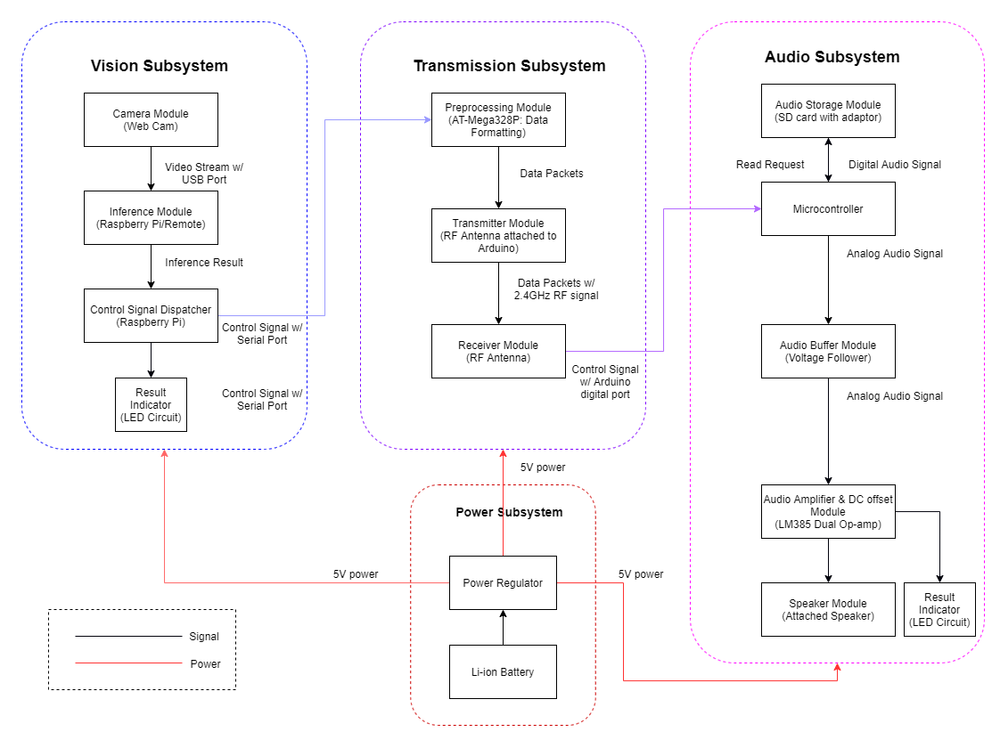 Vision Subsystem
Camera Module
(Web Cam)
Video Stream w/
USB Port
Inference Module
(Raspberry Pi/Remote)
Inference Result
Control Signal Dispatcher
(Raspberry Pi)
Control Signal w/
Serial Port
Result
Indicator
(LED Circuit)
Control Signal w/
Serial Port
Transmission Subsystem
Preprocessing Module
(AT-Mega328P: Data
Formatting)
Data Packets
Transmitter Module
(RF Antenna attached to
Arduino)
Data Packets w/
2.4GHz RF signal
Receiver Module
(RF Antenna)
Control Signal
w/ Arduino
digital port
Audio Subsystem
Audio Storage Module
(SD card with adaptor)
Read Request
Digital Audio Signal
Microcontroller
Analog Audio Signal
Audio Buffer Module
(Voltage Follower)
Analog Audio Signal
Audio Amplifier & DC offset
Module
(LM385 Dual Op-amp)
Speaker Module
(Attached Speaker)
Result
Indicator
(LED Circuit)
5V power
Power Subsystem
5V power
Power Regulator
5V power
Li-ion Battery
Signal
Power